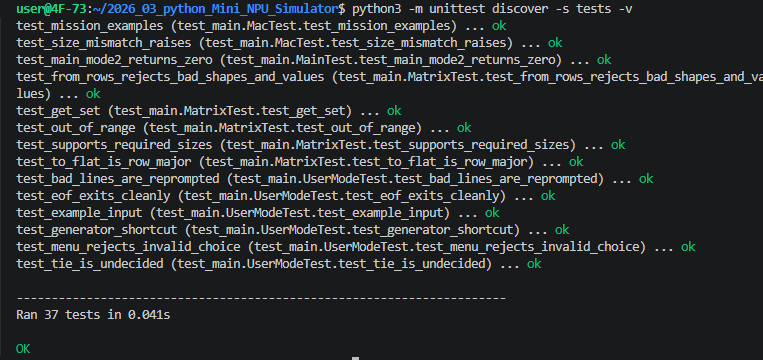 user@4F-73:~/2026_03_python_Mini_NPU_Simulator$ python3 -m unittest discover -s tests -v
test_mission_examples (test_main.MacTest.test_mission_examples) ... ok
test_size_mismatch_raises (test_main.MacTest.test_size_mismatch_raises) ... ok
test_main_mode2_returns_zero (test_main.MainTest.test_main_mode2_returns_zero) ... ok
test_from_rows_rejects_bad_shapes_and_values (test_main.MatrixTest.test_from_rows_rejects_bad_shapes_and_va
lues) ... ok
test_get_set (test_main.MatrixTest.test_get_set) ... ok
test_out_of_range (test_main.MatrixTest.test_out_of_range) ... ok
test_supports_required_sizes (test_main.MatrixTest.test_supports_required_sizes) ... ok
test_to_flat_is_row_major (test_main.MatrixTest.test_to_flat_is_row_major) ... ok
test_bad_lines_are_reprompted (test_main.UserModeTest.test_bad_lines_are_reprompted) ... ok
test_eof_exits_cleanly (test_main.UserModeTest.test_eof_exits_cleanly) ... ok
test_example_input (test_main.UserModeTest.test_example_input) ... ok
test_generator_shortcut (test_main.UserModeTest.test_generator_shortcut) ... ok
test_menu_rejects_invalid_choice (test_main.UserModeTest.test_menu_rejects_invalid_choice) ... ok
test_tie_is_undecided (test_main.UserModeTest.test_tie_is_undecided) ... ok
----------------------------------------------------------------------
Ran 37 tests in 0.041s
OK